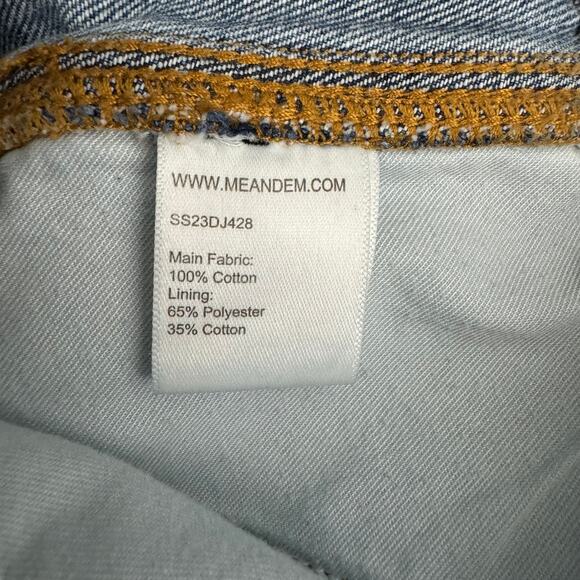 WWW.MEANDEM.COM
SS23DJ428
Main Fabric:
100% Cotton
Lining:
65% Polyester
35% Cotton